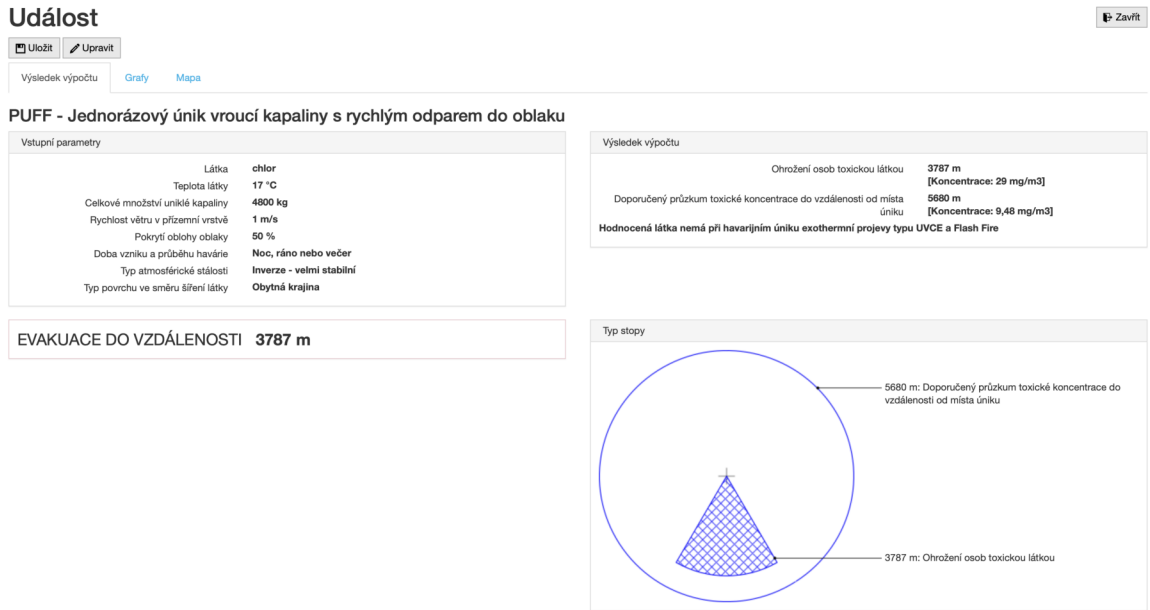 Událost
Zavřít
Uložit
Upravit
Výsledek výpočtu
Grafy
Mapa
PUFF - Jednorázový únik vroucí kapaliny s rychlým odparem do oblaku
Vstupní parametry
Látka chlor
Teplota látky 17 °C
Celkové množství uniklé kapaliny 4800 kg
Rychlost větru v přízemní vrstvě 1 m/s
Pokrytí oblohy oblaky 50 %
Doba vzniku a průběhu havárie Noc, ráno nebo večer
Typ atmosférické stálosti Inverze - velmi stabilní
Typ povrchu ve směru šíření látky Obytná krajina
Výsledek výpočtu
Ohrožení osob toxickou látkou 3787 m
[Koncentrace: 29 mg/m3]
Doporučený průzkum toxické koncentrace do vzdálenosti od místa 5680 m
úniku [Koncentrace: 9,48 mg/m3]
Hodnocená látka nemá při havarijním úniku exothermní projevy typu UVCE a Flash Fire
EVAKUACE DO VZDÁLENOSTI 3787 m
Typ stopy
5680 m: Doporučený průzkum toxické koncentrace do
vzdálenosti od místa úniku
3787 m: Ohrožení osob toxickou látkou